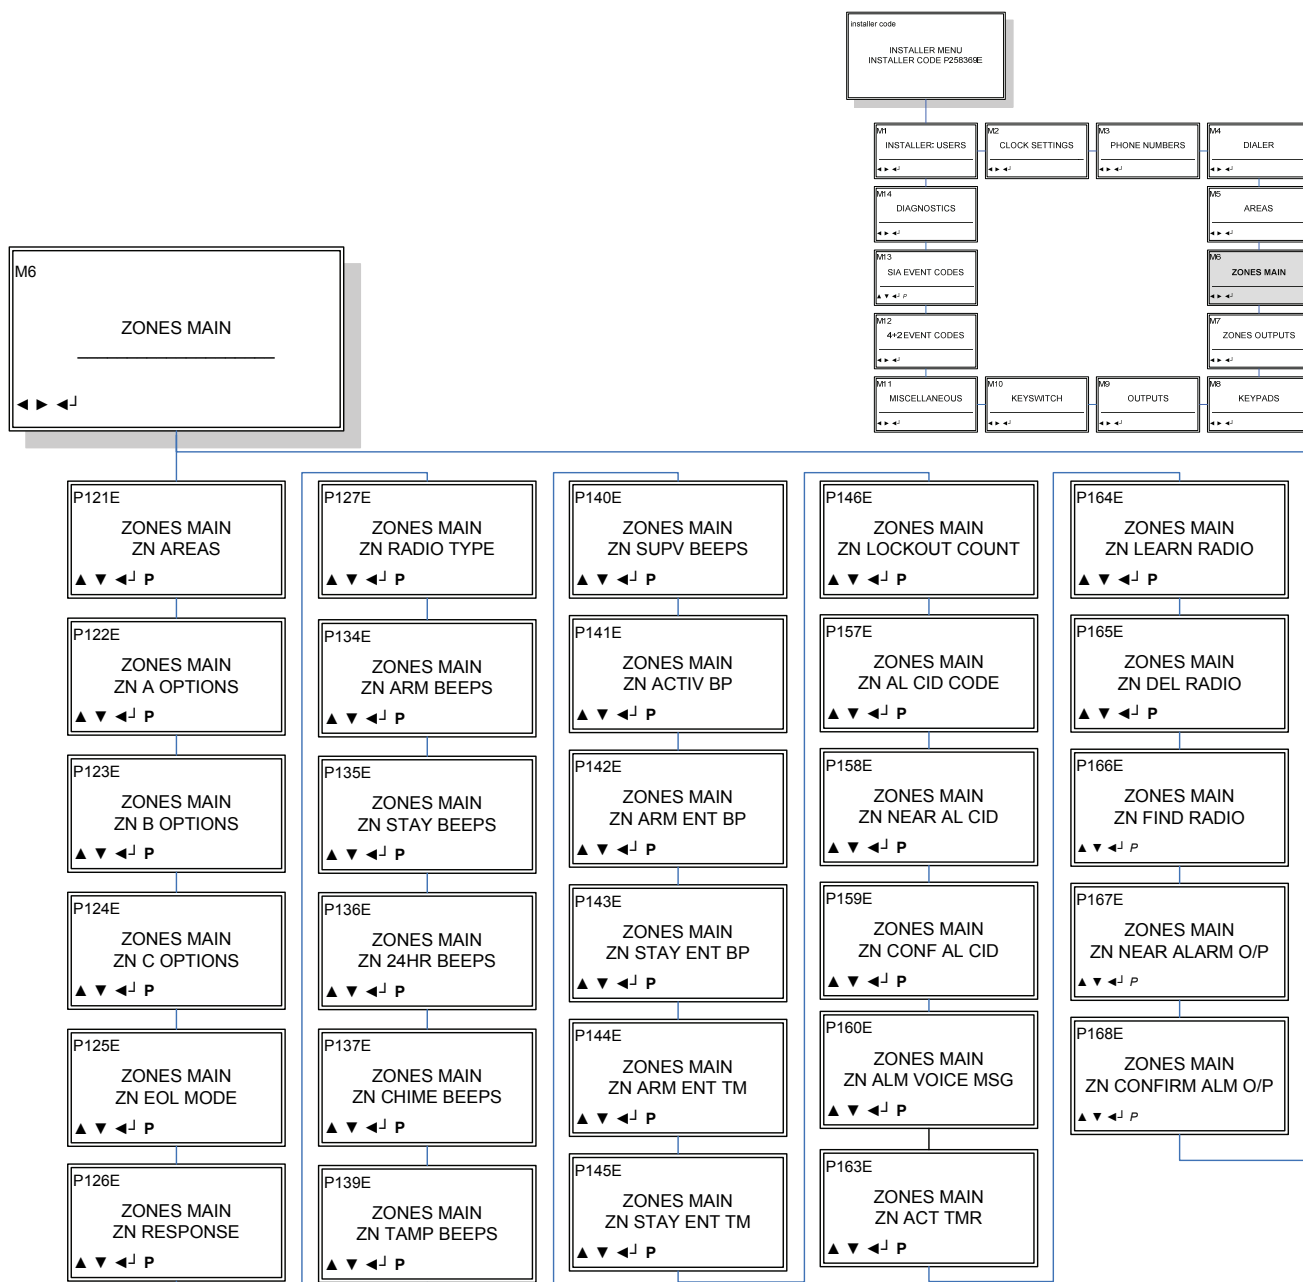 installer code
INSTALLER MENU
INSTALLER CODE P258369E
M1
INSTALLER: USERS
◄ ► ◄┘
M2
CLOCK SETTINGS
◄ ► ◄┘
M3
PHONE NUMBERS
◄ ► ◄┘
M4
DIALER
◄ ► ◄┘
M14
DIAGNOSTICS
◄ ► ◄┘
M5
AREAS
◄ ► ◄┘
M13
SIA EVENT CODES
▲ ▼ ◄┘ P
M6
ZONES MAIN
◄ ► ◄┘
M12
4+2 EVENT CODES
◄ ► ◄┘
M7
ZONES OUTPUTS
◄ ► ◄┘
M11
MISCELLANEOUS
◄ ► ◄┘
M10
KEYSWITCH
◄ ► ◄┘
M9
OUTPUTS
◄ ► ◄┘
M8
KEYPADS
◄ ► ◄┘
M6
ZONES MAIN
◄ ► ◄┘
P121E
ZONES MAIN
ZN AREAS
▲ ▼ ◄┘ P
P122E
ZONES MAIN
ZN A OPTIONS
▲ ▼ ◄┘ P
P123E
ZONES MAIN
ZN B OPTIONS
▲ ▼ ◄┘ P
P124E
ZONES MAIN
ZN C OPTIONS
▲ ▼ ◄┘ P
P125E
ZONES MAIN
ZN EOL MODE
▲ ▼ ◄┘ P
P126E
ZONES MAIN
ZN RESPONSE
▲ ▼ ◄┘ P
P127E
ZONES MAIN
ZN RADIO TYPE
▲ ▼ ◄┘ P
P134E
ZONES MAIN
ZN ARM BEEPS
▲ ▼ ◄┘ P
P135E
ZONES MAIN
ZN STAY BEEPS
▲ ▼ ◄┘ P
P136E
ZONES MAIN
ZN 24HR BEEPS
▲ ▼ ◄┘ P
P137E
ZONES MAIN
ZN CHIME BEEPS
▲ ▼ ◄┘ P
P139E
ZONES MAIN
ZN TAMP BEEPS
▲ ▼ ◄┘ P
P140E
ZONES MAIN
ZN SUPV BEEPS
▲ ▼ ◄┘ P
P141E
ZONES MAIN
ZN ACTIV BP
▲ ▼ ◄┘ P
P142E
ZONES MAIN
ZN ARM ENT BP
▲ ▼ ◄┘ P
P143E
ZONES MAIN
ZN STAY ENT BP
▲ ▼ ◄┘ P
P144E
ZONES MAIN
ZN ARM ENT TM
▲ ▼ ◄┘ P
P145E
ZONES MAIN
ZN STAY ENT TM
▲ ▼ ◄┘ P
P146E
ZONES MAIN
ZN LOCKOUT COUNT
▲ ▼ ◄┘ P
P157E
ZONES MAIN
ZN AL CID CODE
▲ ▼ ◄┘ P
P158E
ZONES MAIN
ZN NEAR AL CID
▲ ▼ ◄┘ P
P159E
ZONES MAIN
ZN CONF AL CID
▲ ▼ ◄┘ P
P160E
ZONES MAIN
ZN ALM VOICE MSG
▲ ▼ ◄┘ P
P163E
ZONES MAIN
ZN ACT TMR
▲ ▼ ◄┘ P
P164E
ZONES MAIN
ZN LEARN RADIO
▲ ▼ ◄┘ P
P165E
ZONES MAIN
ZN DEL RADIO
▲ ▼ ◄┘ P
P166E
ZONES MAIN
ZN FIND RADIO
▲ ▼ ◄┘ P
P167E
ZONES MAIN
ZN NEAR ALARM O/P
▲ ▼ ◄┘ P
P168E
ZONES MAIN
ZN CONFIRM ALM O/P
▲ ▼ ◄┘ P